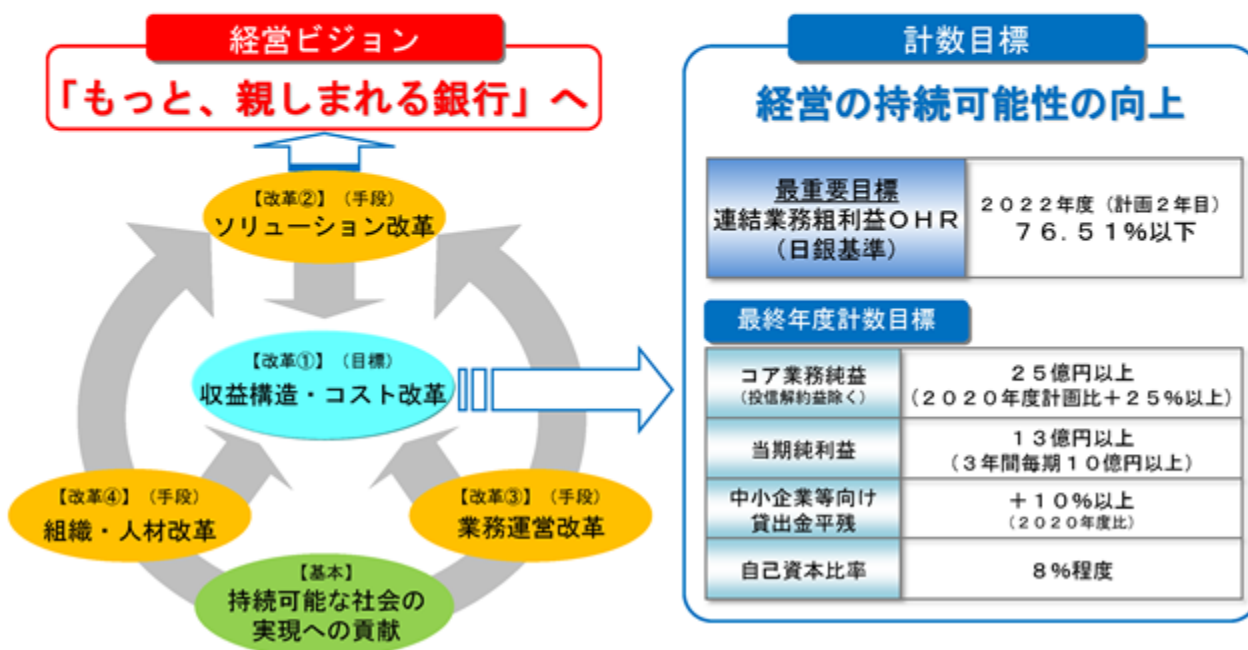 経営ビジョン
「もっと、親しまれる銀行」へ
【改革②】（手段）
ソリューション改革
【改革①】（目標）
収益構造・コスト改革
【改革④】（手段）
組織・人材改革
【改革③】（手段）
業務運営改革
【基本】
持続可能な社会の
実現への貢献
計数目標
経営の持続可能性の向上
最重要目標
連結業務粗利益ＯＨＲ
（日銀基準）
２０２２年度（計画２年目）
７６．５１％以下
最終年度計数目標
コア業務純益
（投信解約益除く）
２５億円以上
（２０２０年度計画比＋２５％以上）
当期純利益
１３億円以上
（３年間毎期１０億円以上）
中小企業等向け
貸出金平残
＋１０％以上
（２０２０年度比）
自己資本比率
８％程度